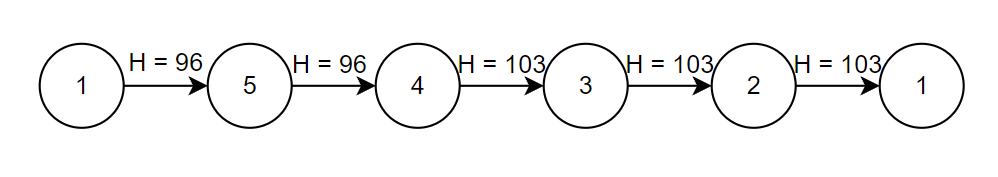 H = 96 H = 96 H = 103 H = 103 H = 103
1 5 4 3 2 1